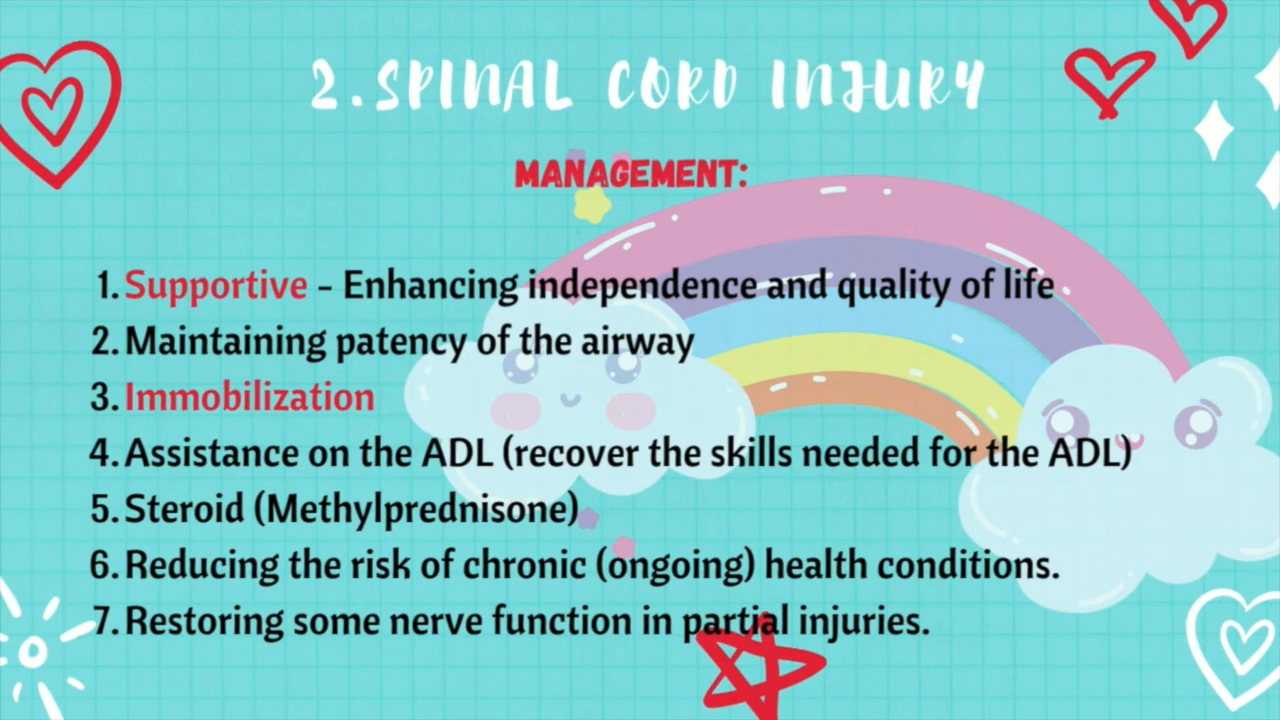 2.SPINAL CORD INJURY
MANAGEMENT:
1. Supportive – Enhancing independence and quality of life
2. Maintaining patency of the airway
3. Immobilization
4. Assistance on the ADL (recover the skills needed for the ADL)
5. Steroid (Methylprednisone)
6. Reducing the risk of chronic (ongoing) health conditions.
7. Restoring some nerve function in partial injuries.